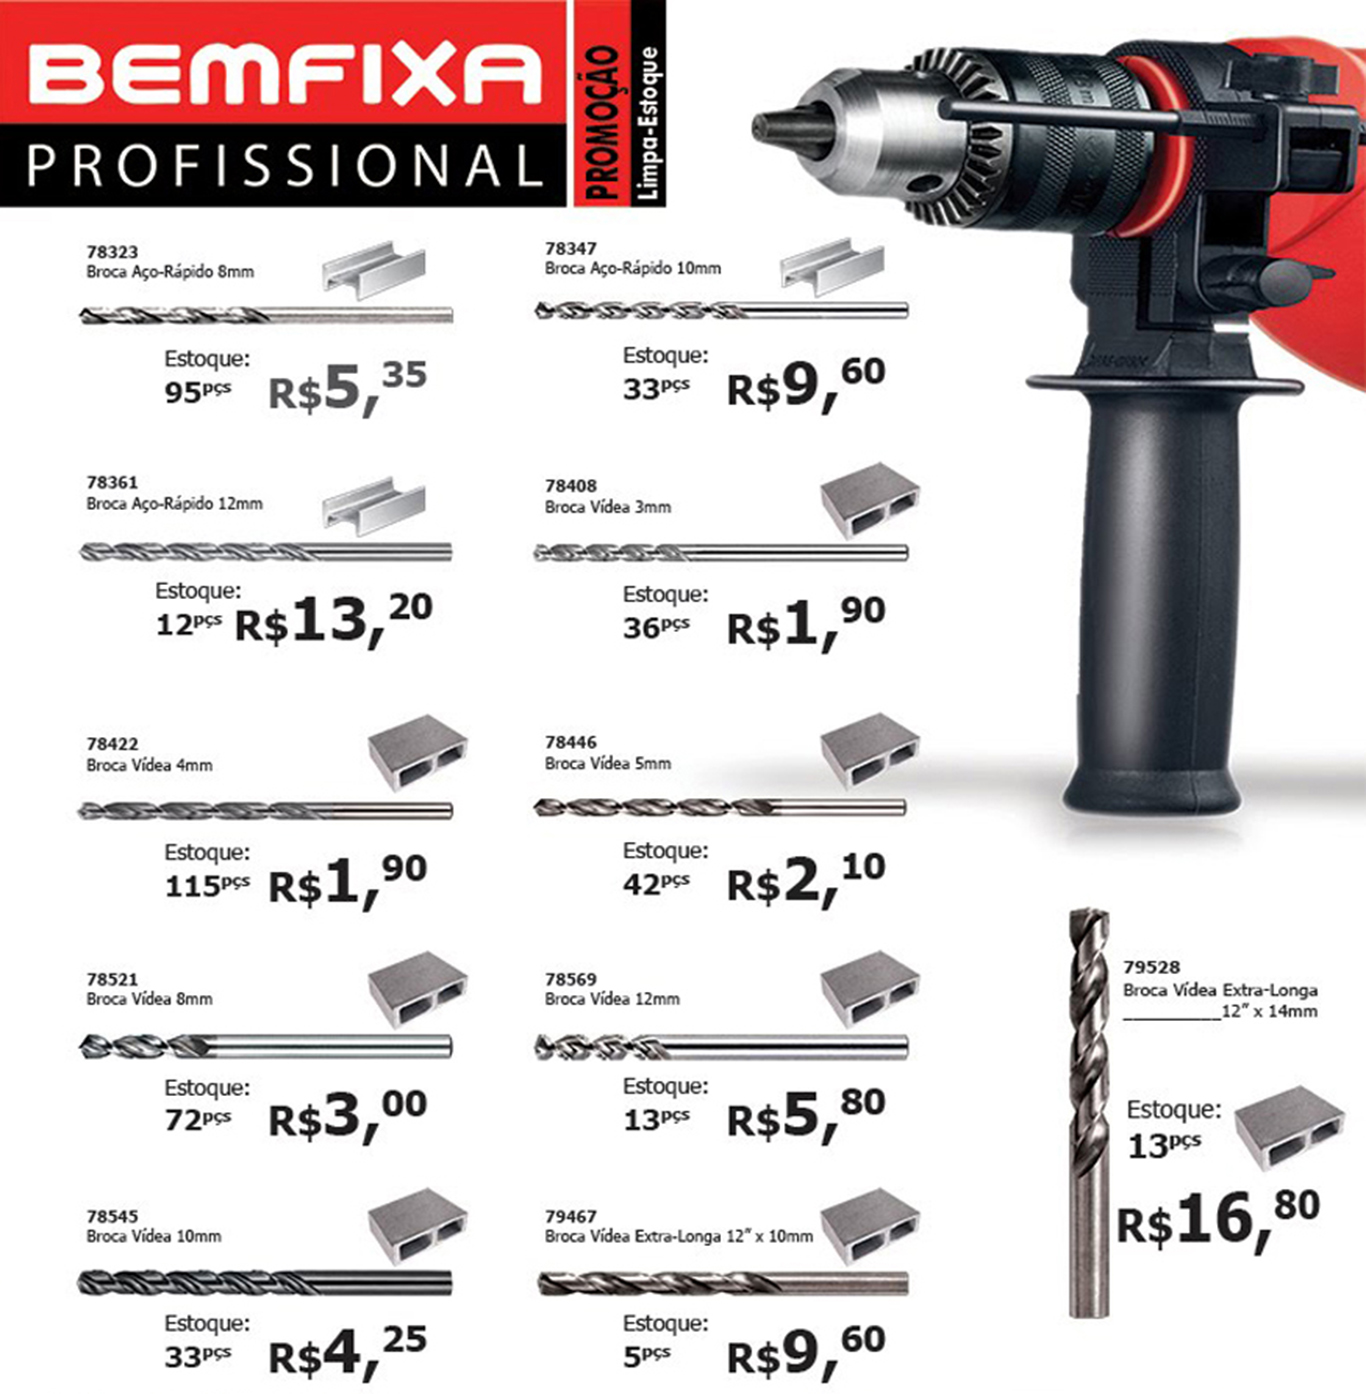 BEMFIXA
PROFISSIONAL
PROMOÇÃO
Limpa-Estoque
78323
Broca Aço-Rápido 8mm
Estoque:
95pçs R$5,35
78347
Broca Aço-Rápido 10mm
Estoque:
33pçs R$9,60
78361
Broca Aço-Rápido 12mm
Estoque:
12pçs R$13,20
78408
Broca Vídea 3mm
Estoque:
36pçs R$1,90
78422
Broca Vídea 4mm
Estoque:
115pçs R$1,90
78446
Broca Vídea 5mm
Estoque:
42pçs R$2,10
78521
Broca Vídea 8mm
Estoque:
72pçs R$3,00
78569
Broca Vídea 12mm
Estoque:
13pçs R$5,80
78545
Broca Vídea 10mm
Estoque:
33pçs R$4,25
79467
Broca Vídea Extra-Longa 12” x 10mm
Estoque:
5pçs R$9,60
79528
Broca Vídea Extra-Longa
__________12” x 14mm
Estoque:
13pçs
R$16,80